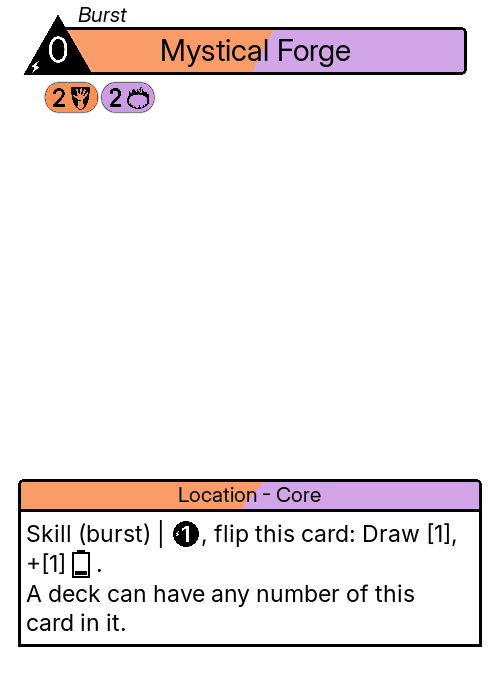 Burst
0
Mystical Forge
2 2
Location - Core
Skill (burst) | 1, flip this card: Draw [1],
+[1] .
A deck can have any number of this
card in it.